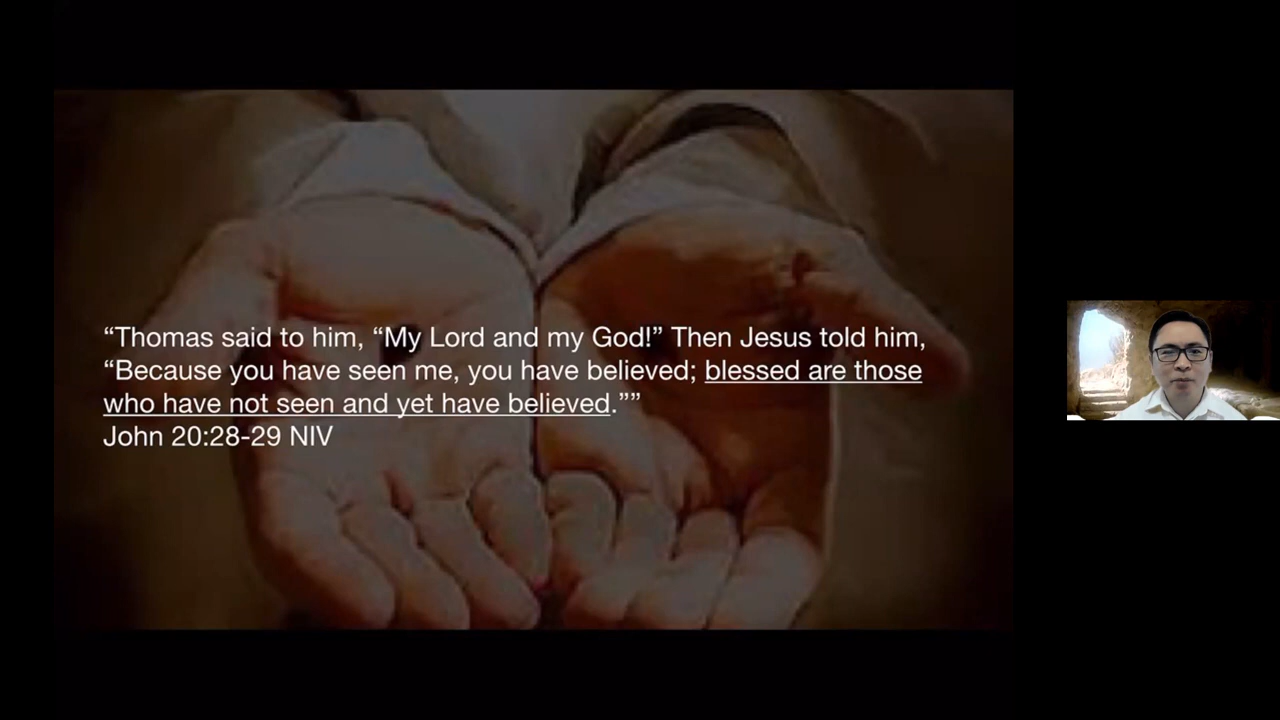 “Thomas said to him, “My Lord and my God!” Then Jesus told him,
“Because you have seen me, you have believed; blessed are those
who have not seen and yet have believed.””
John 20:28-29 NIV